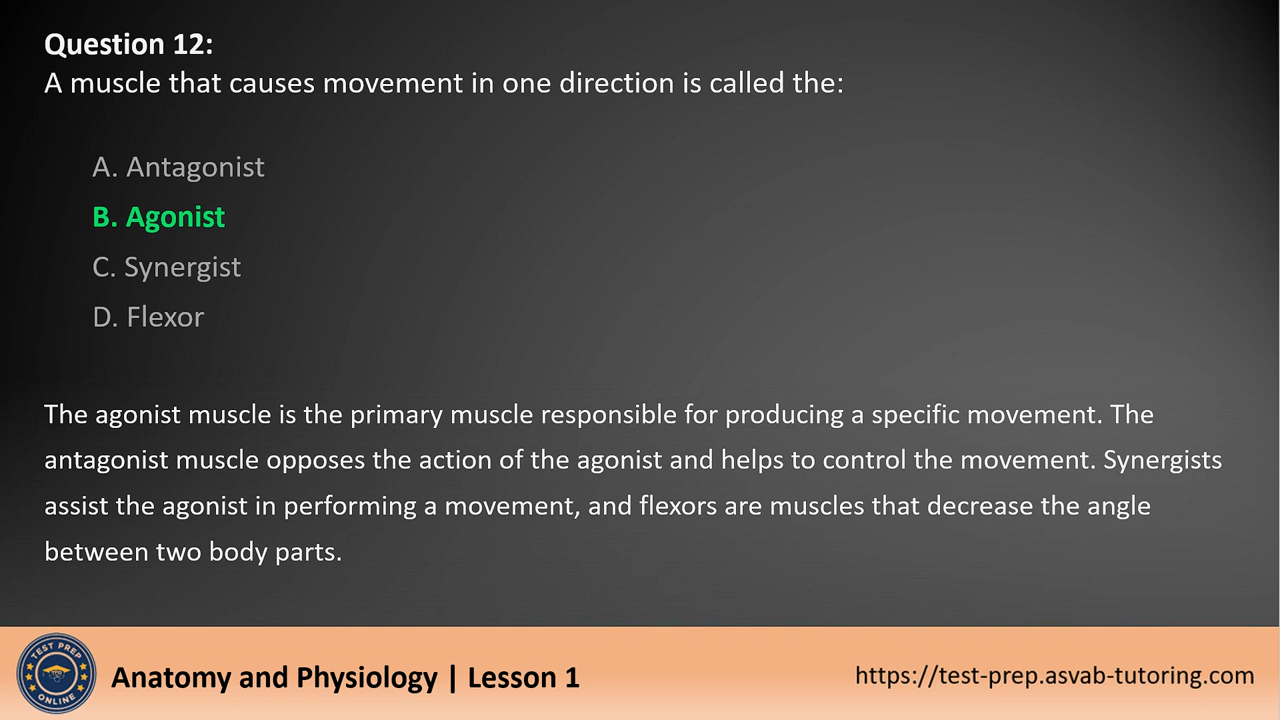 Question 12:
A muscle that causes movement in one direction is called the:
A. Antagonist
B. Agonist
C. Synergist
D. Flexor
The agonist muscle is the primary muscle responsible for producing a specific movement. The
antagonist muscle opposes the action of the agonist and helps to control the movement. Synergists
assist the agonist in performing a movement, and flexors are muscles that decrease the angle
between two body parts.
TEST PREP
ONLINE
Anatomy and Physiology | Lesson 1
https://test-prep.asvab-tutoring.com